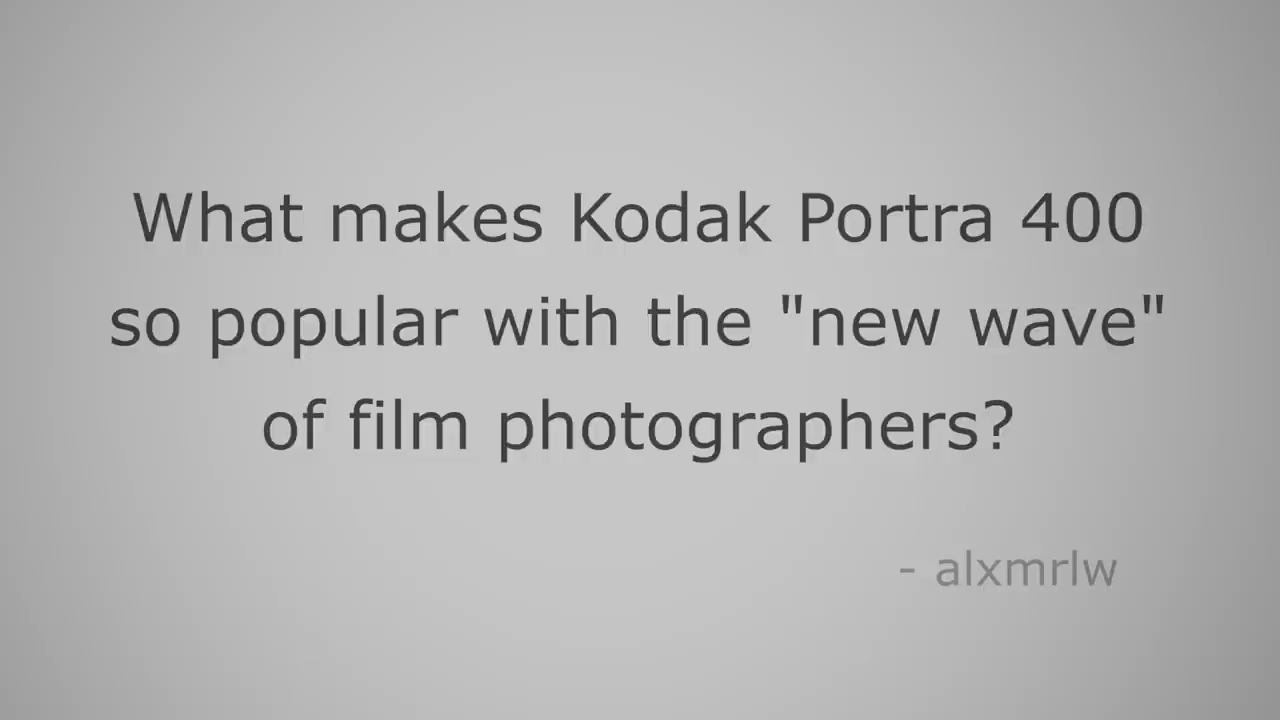 What makes Kodak Portra 400
so popular with the "new wave"
of film photographers?
- alxmrlw